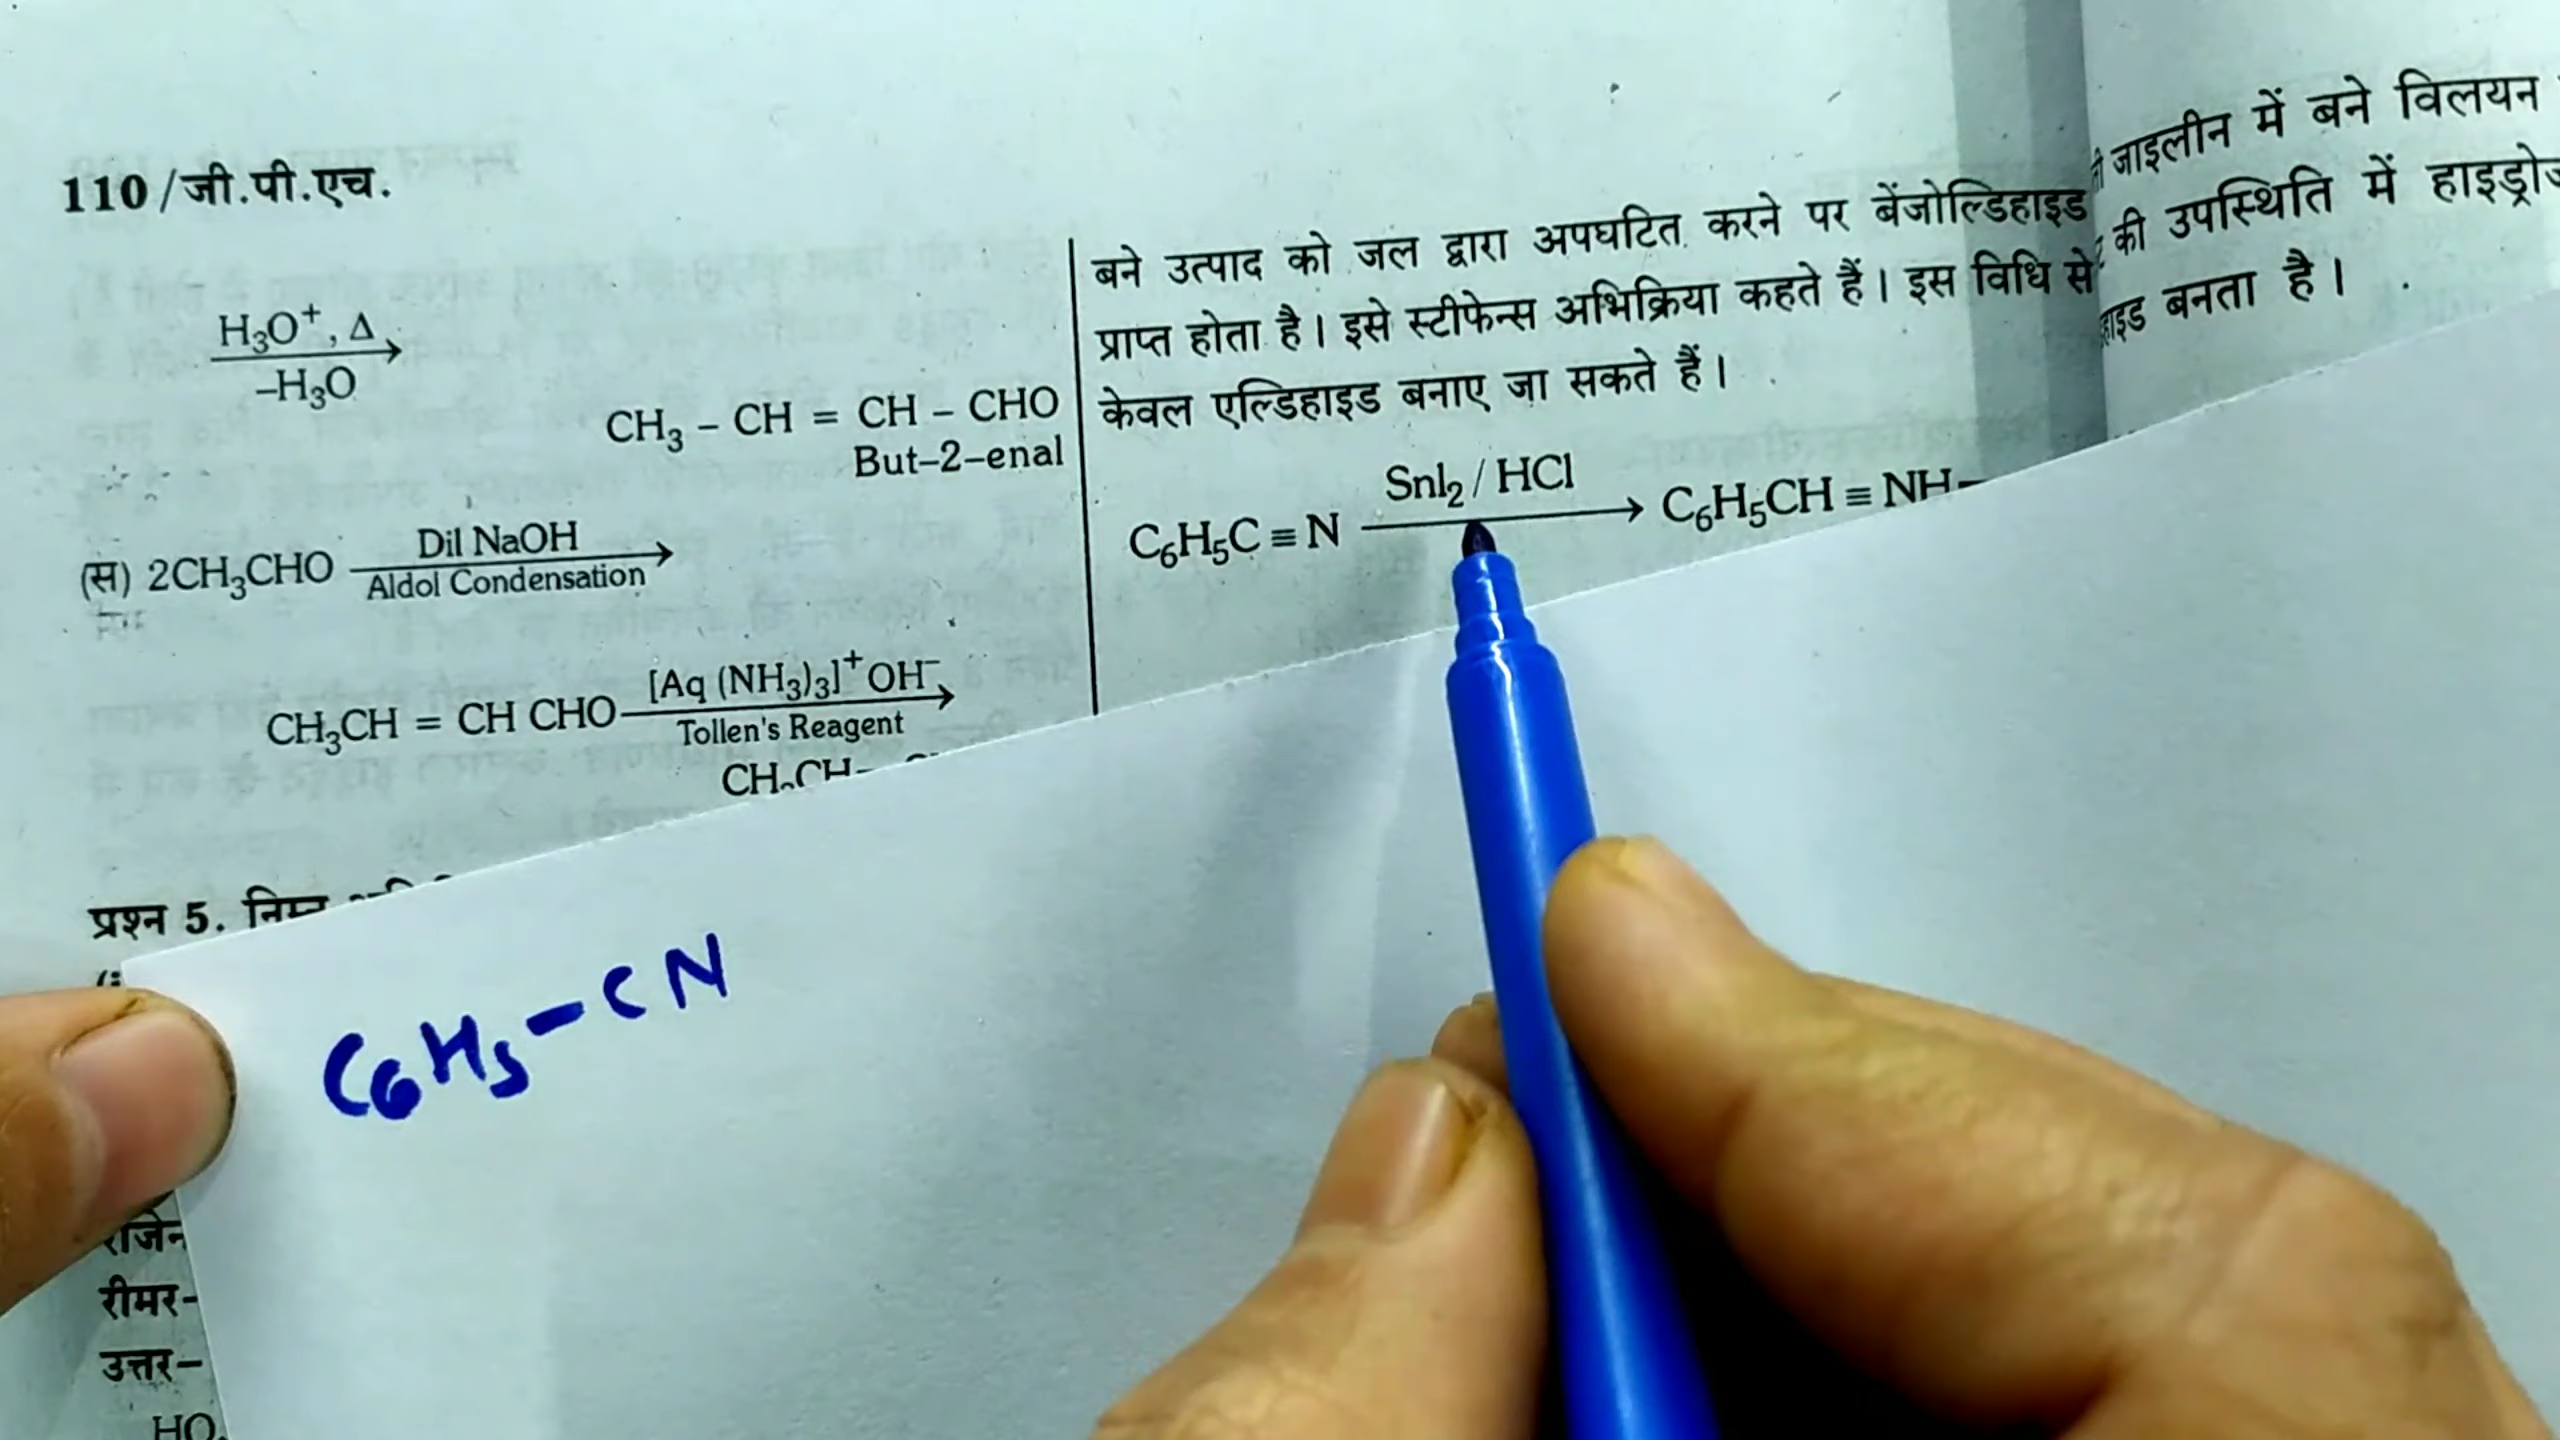 110/जी.पी.एच.
H₃O⁺, Δ
–H₃O
CH₃ – CH = CH – CHO
But–2–enal
(स) 2CH₃CHO Dil NaOH →
Aldol Condensation
CH₃CH = CH CHO [Aq (NH₃)₃]⁺OH⁻ →
Tollen's Reagent
प्रश्न 5. निम्न
रीमर-
उत्तर–
HO
बने उत्पाद को जल द्वारा अपघटित करने पर बेंजोल्डिहाइड
प्राप्त होता है। इसे स्टीफेन्स अभिक्रिया कहते हैं। इस विधि से
केवल एल्डिहाइड बनाए जा सकते हैं।
C₆H₅C ≡ N SnI₂ / HCl → C₆H₅CH ≡ NH
जाइलीन में बने विलयन
की उपस्थिति में
बनता है।
C₆H₅–CN